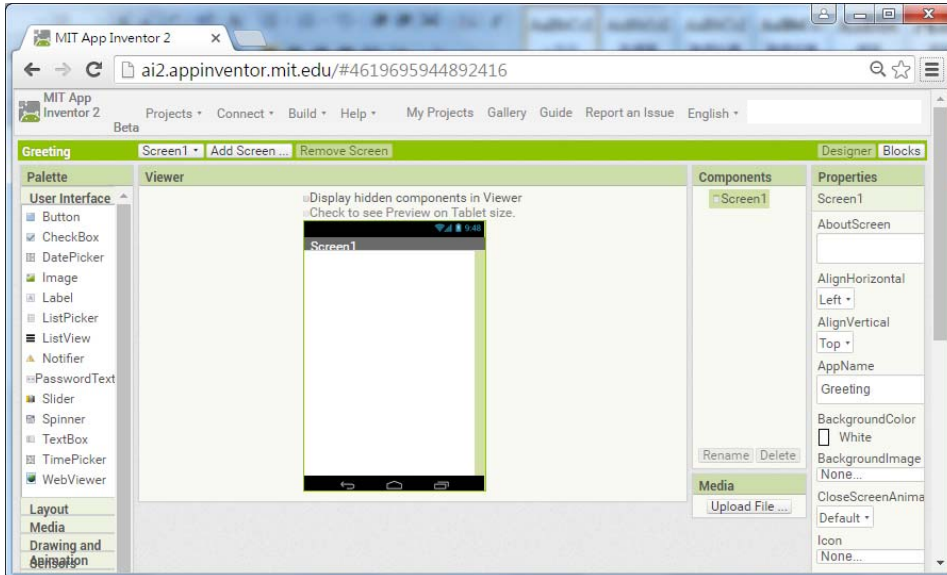 MIT App Inventor 2
ai2.appinventor.mit.edu/#4619695944892416
MIT App
Inventor 2
Beta
Projects Connect Build Help My Projects Gallery Guide Report an Issue English
Greeting Screen1 Add Screen ... Remove Screen Designer Blocks
Palette
User Interface
Button
CheckBox
DatePicker
Image
Label
ListPicker
ListView
Notifier
PasswordText
Slider
Spinner
TextBox
TimePicker
WebViewer
Layout
Media
Drawing and
Animation
Sensors
Viewer
Display hidden components in Viewer
Check to see Preview on Tablet size.
9:48
Screen1
Components
Screen1
Rename Delete
Media
Upload File ...
Properties
Screen1
AboutScreen
AlignHorizontal
Left
AlignVertical
Top
AppName
Greeting
BackgroundColor
White
BackgroundImage
None...
CloseScreenAnima
Default
Icon
None...